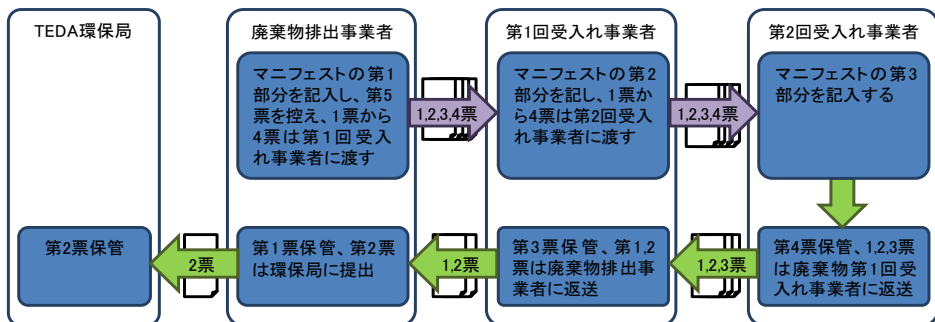 TEDA環保局
廃棄物排出事業者
第1回受入れ事業者
第2回受入れ事業者
マニフェストの第1
部分を記入し、第5
票を控え、1票から
4票は第1回受入
れ事業者に渡す
1,2,3,4票
マニフェストの第2
部分を記し、1票か
ら4票は第2回受入
れ事業者に渡す
1,2,3,4票
マニフェストの第3
部分を記入する
第2票保管
2票
第1票保管、第2票
は環保局に提出
1,2票
第3票保管、第1,2
票は廃棄物排出事
業者に返送
1,2,3票
第4票保管、1,2,3票
は廃棄物第1回受
入れ事業者に返送